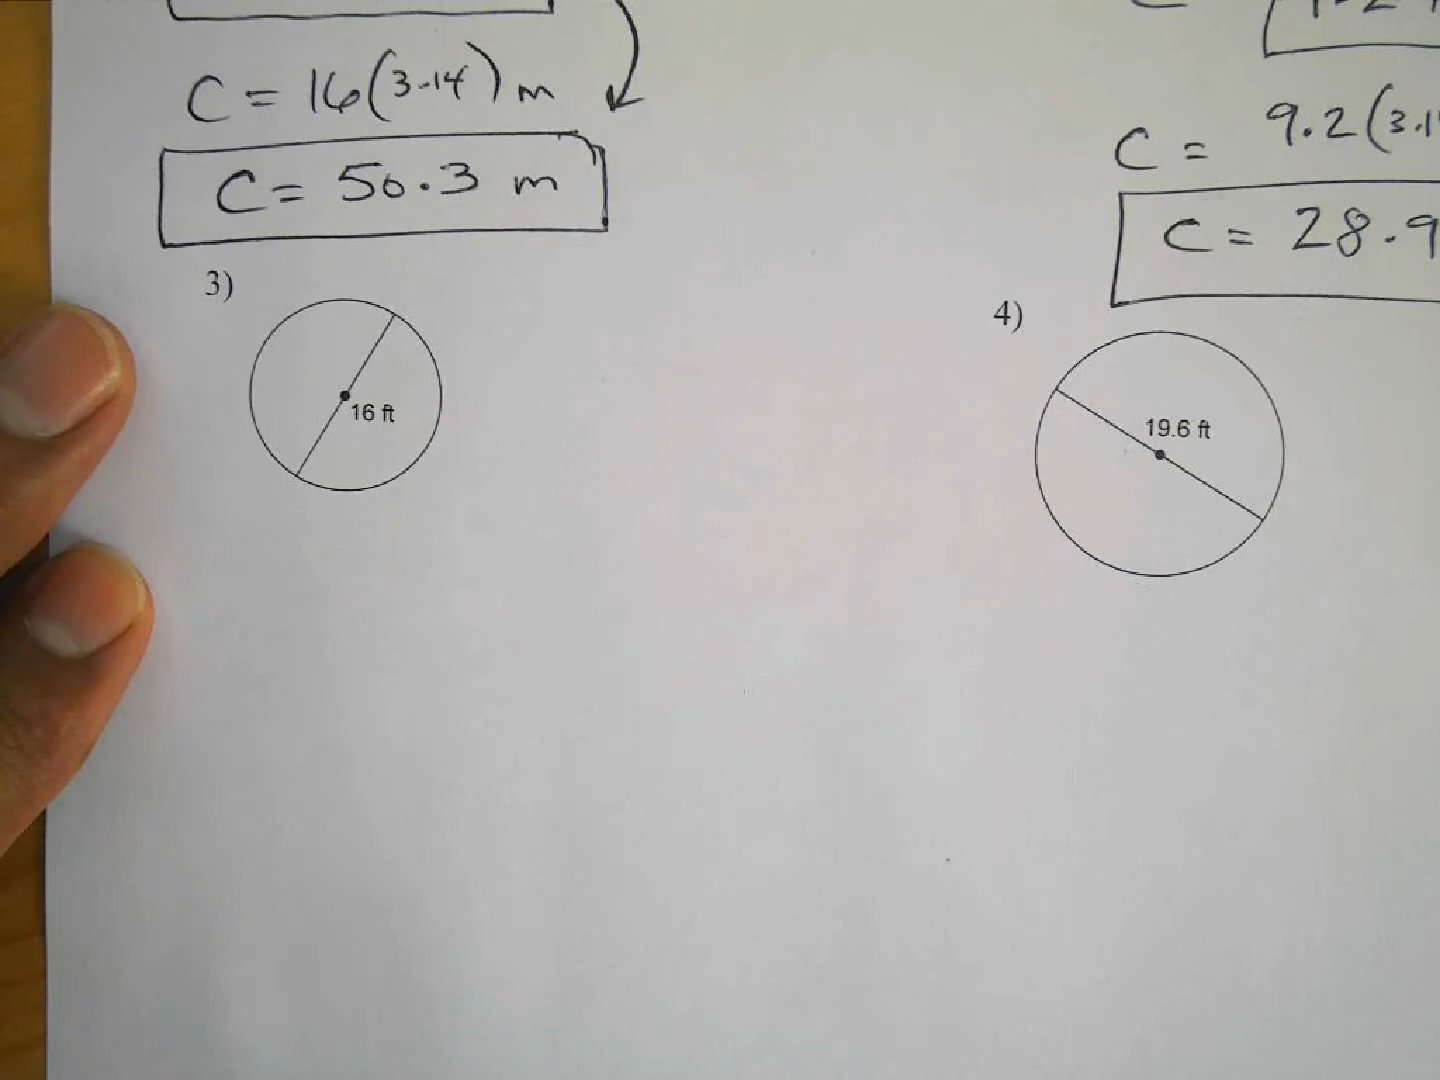 C = 16(3.14) m
C = 50.3 m
C = 9.2(3.1
C = 28.9
3)
16 ft
4)
19.6 ft